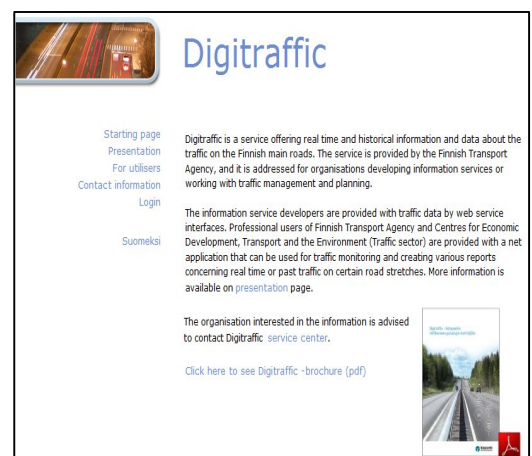 Digitraffic
Starting page
Presentation
For utilisers
Contact information
Login
Suomeksi
Digitraffic is a service offering real time and historical information and data about the
traffic on the Finnish main roads. The service is provided by the Finnish Transport
Agency, and it is addressed for organisations developing information services or
working with traffic management and planning.
The information service developers are provided with traffic data by web service
interfaces. Professional users of Finnish Transport Agency and Centres for Economic
Development, Transport and the Environment (Traffic sector) are provided with a net
application that can be used for traffic monitoring and creating various reports
concerning real time or past traffic on certain road stretches. More information is
available on presentation page.
The organisation interested in the information is advised
to contact Digitraffic service center.
Click here to see Digitraffic -brochure (pdf)